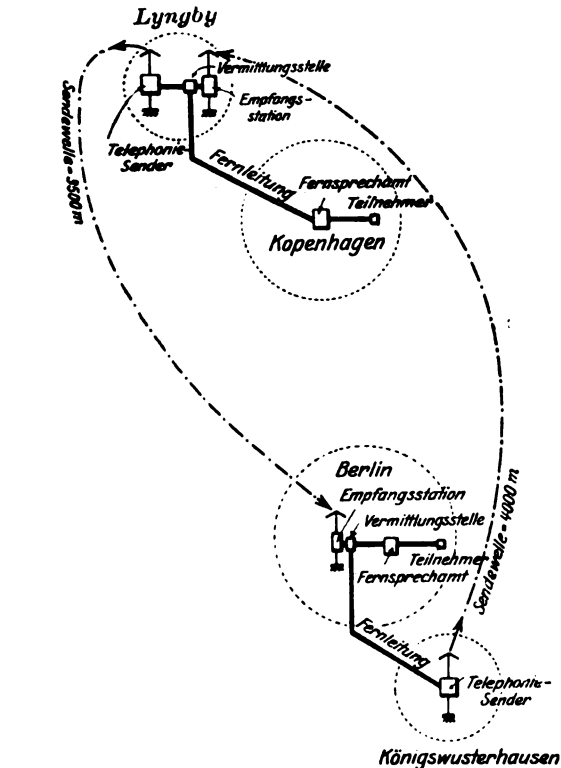 Lyngby
Vermittlungsstelle
Empfangs-
station
Telephonie-
Sender
Sendewelle = 3500 m
Fernleitung
Fernsprechamt
Teilnehmer
Kopenhagen
Berlin
Empfangsstation
Vermittlungsstelle
Teilnehmer
Fernsprechamt
Sendewelle = 4000 m
Fernleitung
Telephonie-
Sender
Königswusterhausen